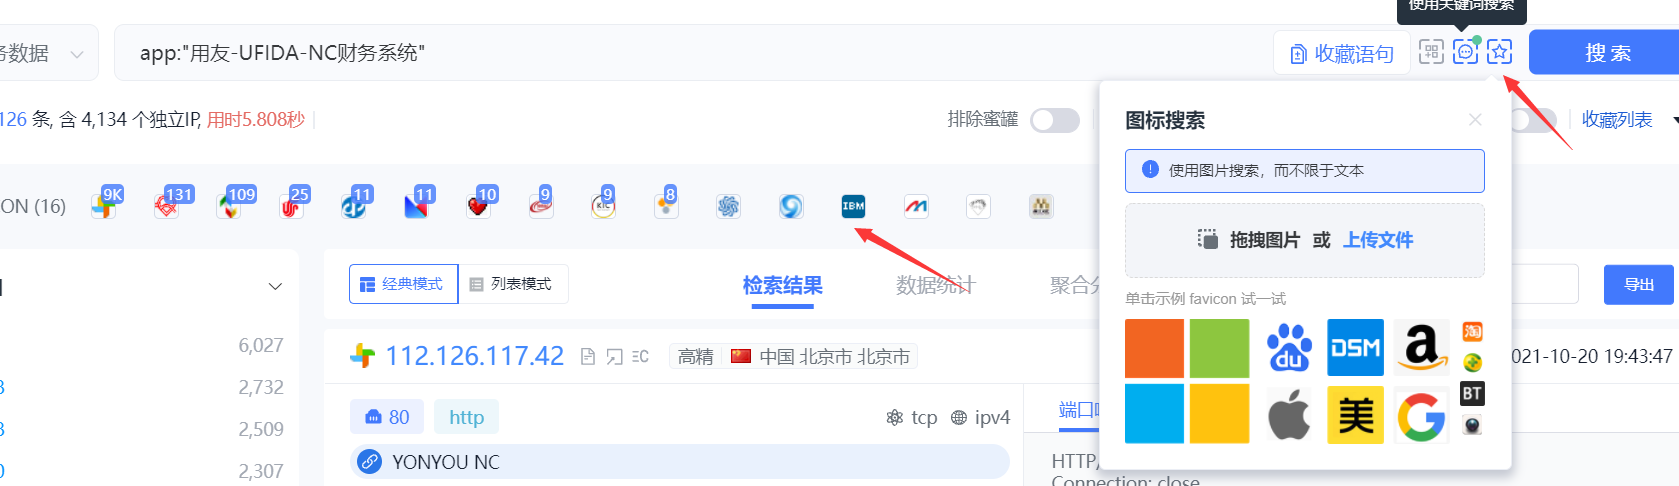 使用关键词搜索
务数据
app:"用友-UFIDA-NC财务系统"
收藏语句
搜 索
126 条, 含 4,134 个独立IP, 用时5.808秒
排除蜜罐
收藏列表
图标搜索
使用图片搜索，而不限于文本
拖拽图片 或 上传文件
单击示例 favicon 试一试
du
DSM
a
淘
美
G
BT
CON (16)
9K
131
109
25
11
11
10
9
9
8
KIC
IBM
经典模式
列表模式
检索结果
数据统计
聚合分
导出
6,027
2,732
2,509
2,307
3
3
0
112.126.117.42
高精
中国 北京市 北京市
2021-10-20 19:43:47
80
http
tcp
ipv4
YONYOU NC
端口响
HTTP/
Connection: close